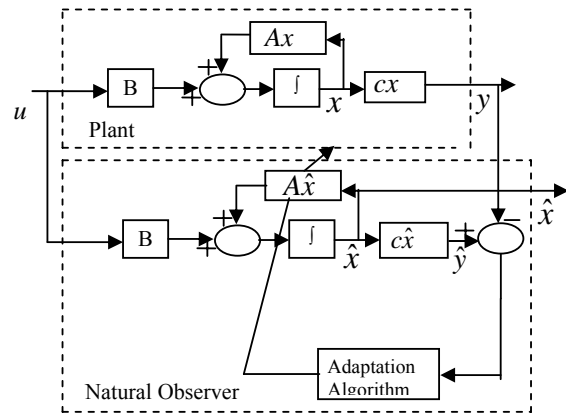 Ax
+
u
B
+
∫
x
cx
y
Plant
Ax̂
+
x̂
B
+
∫
x̂
cx̂
+
ŷ
−
Adaptation
Algorithm
Natural Observer